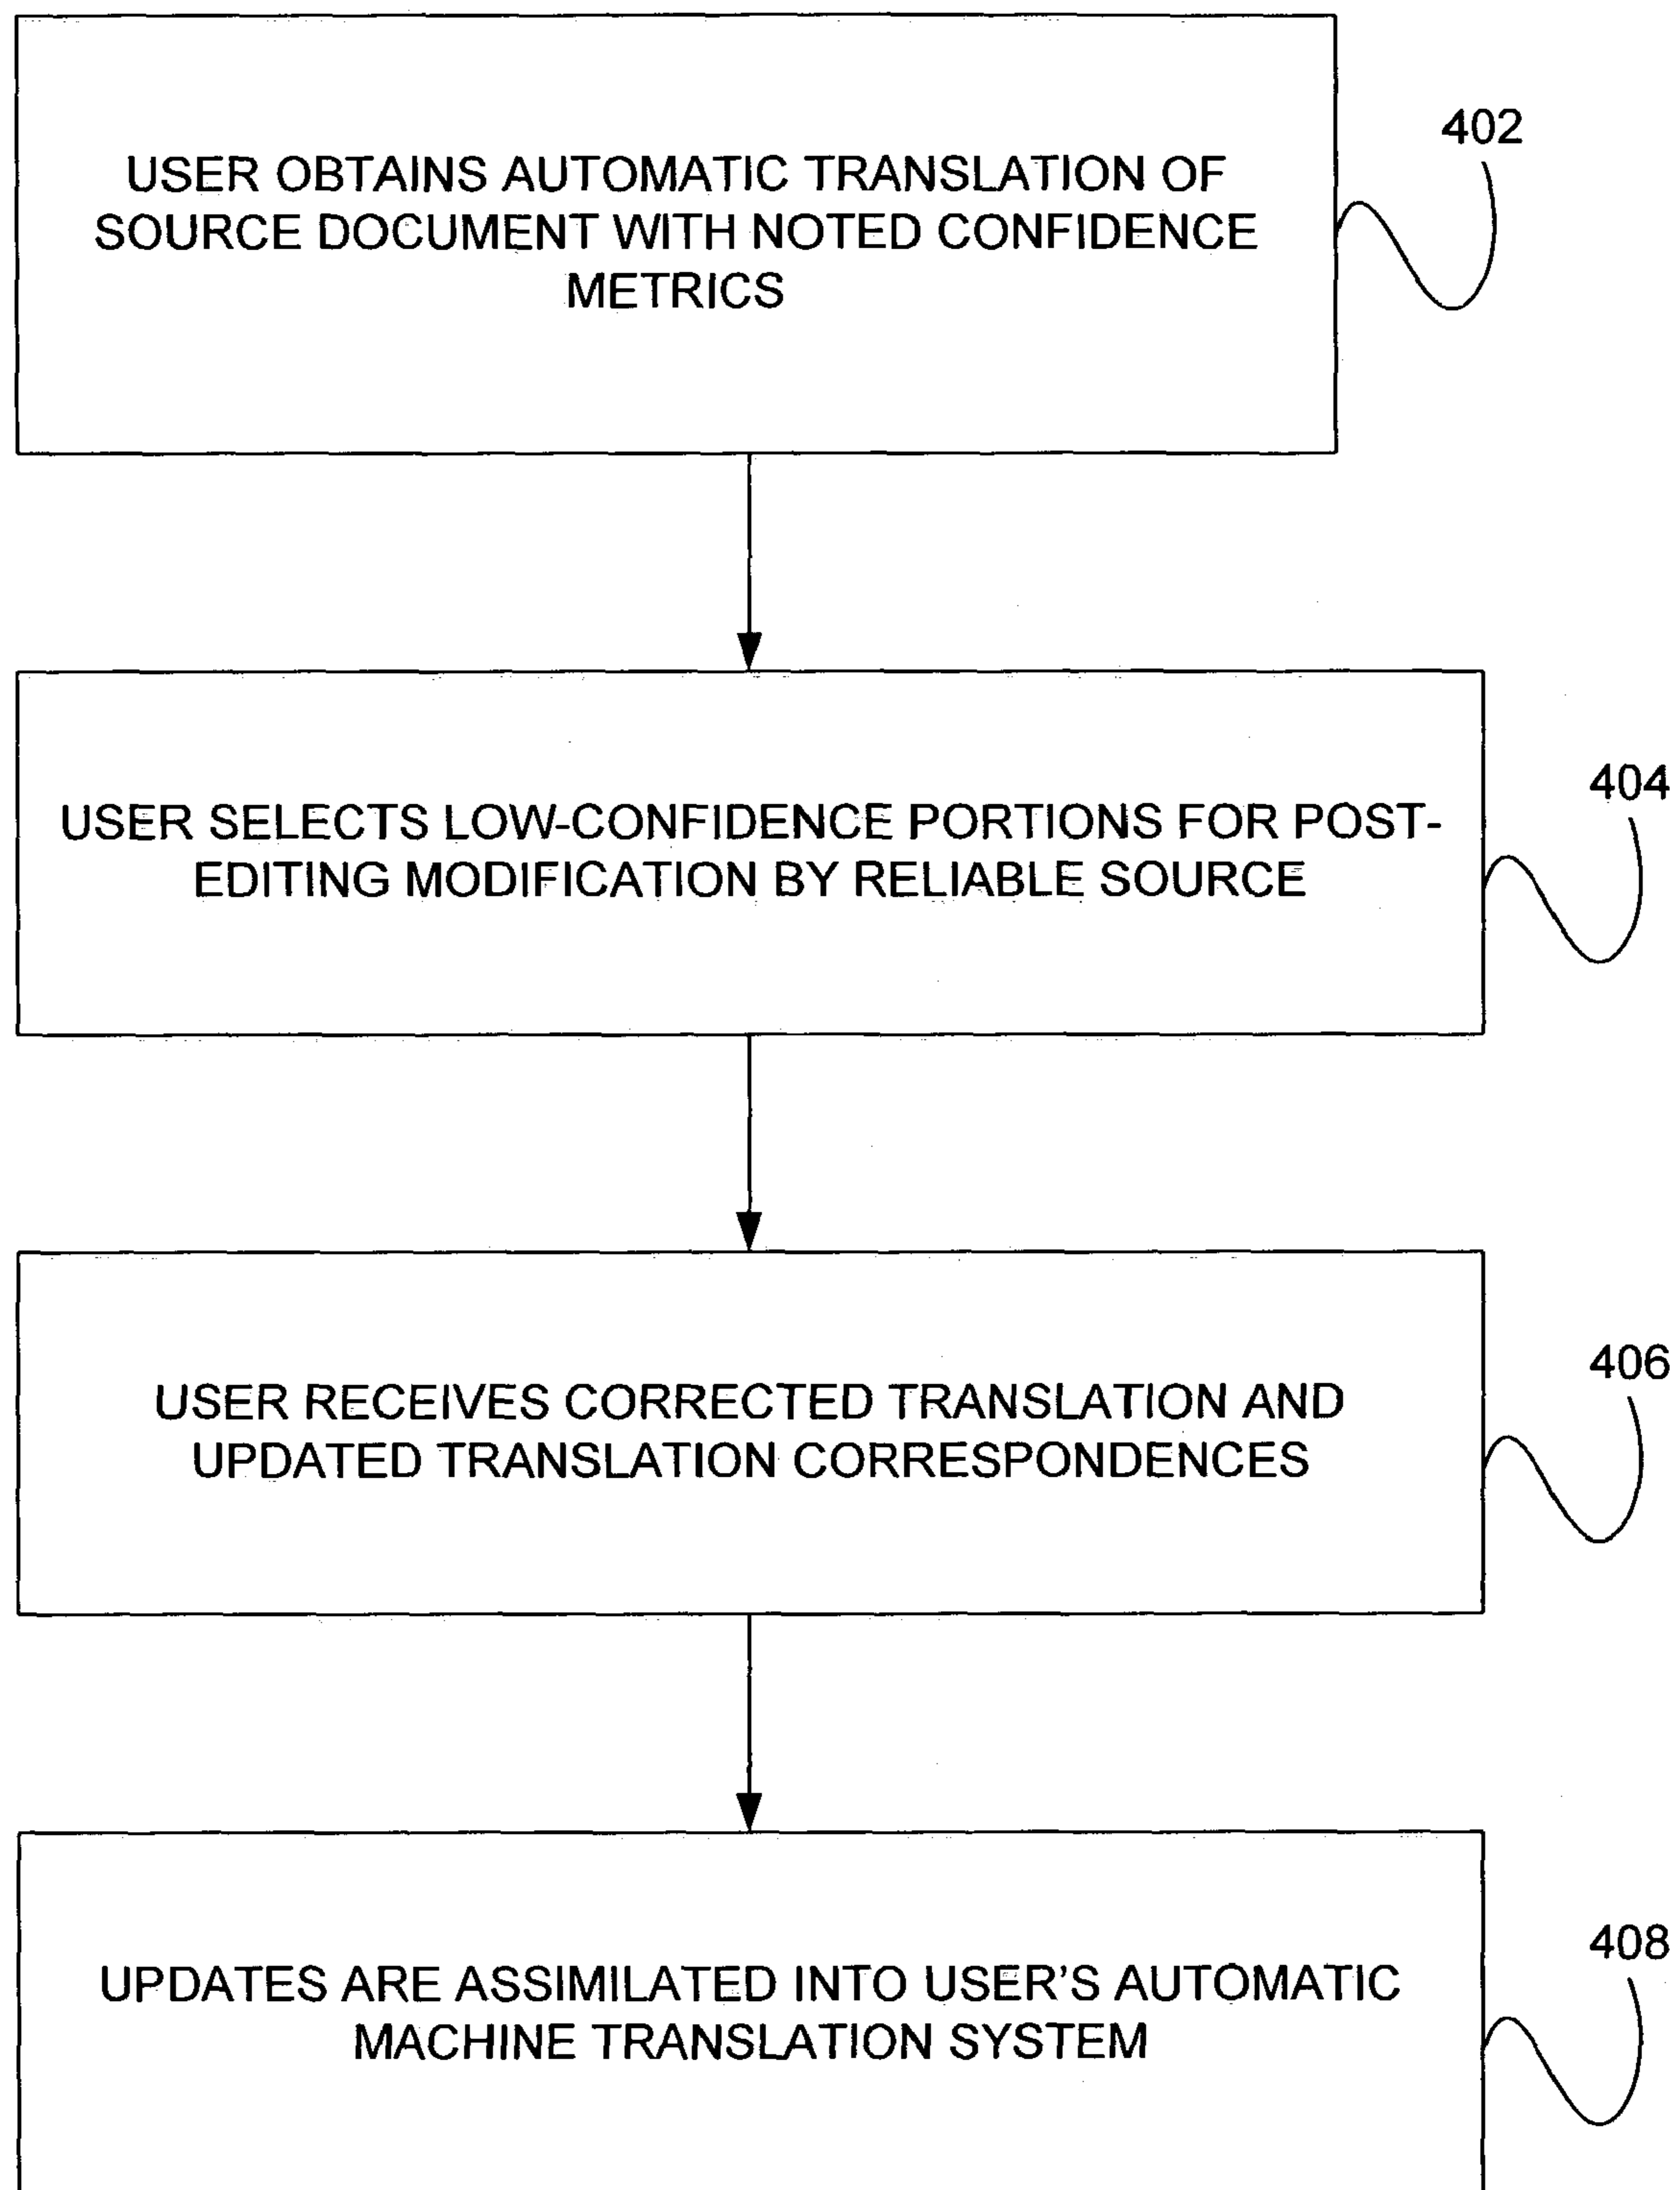 402
USER OBTAINS AUTOMATIC TRANSLATION OF
SOURCE DOCUMENT WITH NOTED CONFIDENCE
METRICS
404
USER SELECTS LOW-CONFIDENCE PORTIONS FOR POST-
EDITING MODIFICATION BY RELIABLE SOURCE
406
USER RECEIVES CORRECTED TRANSLATION AND
UPDATED TRANSLATION CORRESPONDENCES
408
UPDATES ARE ASSIMILATED INTO USER'S AUTOMATIC
MACHINE TRANSLATION SYSTEM